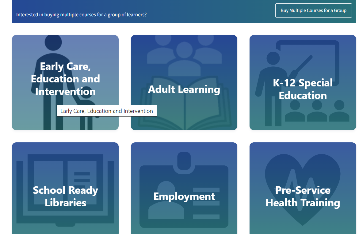 Interested in buying multiple courses for a group of learners?
Buy Multiple Courses for a Group
Early Care,
Education and
Intervention
Adult Learning
K-12 Special
Education
Early Care, Education and Intervention
School Ready
Libraries
Employment
Pre-Service
Health Training